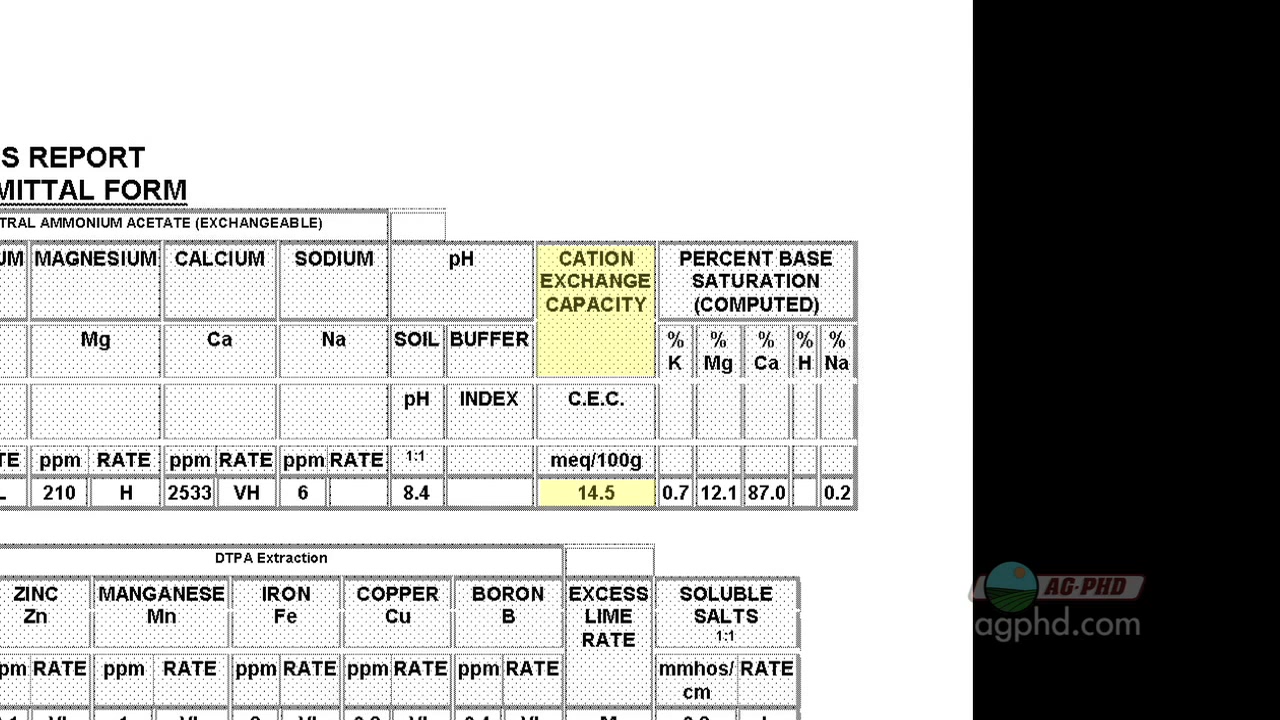 S REPORT
MITTAL FORM
TRAL AMMONIUM ACETATE (EXCHANGEABLE)
UM MAGNESIUM CALCIUM SODIUM pH CATION EXCHANGE CAPACITY PERCENT BASE SATURATION (COMPUTED)
Mg Ca Na SOIL BUFFER % K % Mg % Ca % H % Na
pH INDEX C.E.C.
TE ppm RATE ppm RATE ppm RATE 1:1 meq/100g
L 210 H 2533 VH 6 8.4 14.5 0.7 12.1 87.0 0.2
DTPA Extraction
ZINC MANGANESE IRON COPPER BORON EXCESS SOLUBLE
Zn Mn Fe Cu B LIME SALTS
RATE 1:1
pm RATE ppm RATE ppm RATE ppm RATE ppm RATE mmhos/ RATE
cm
AG-PHD
agphd.com